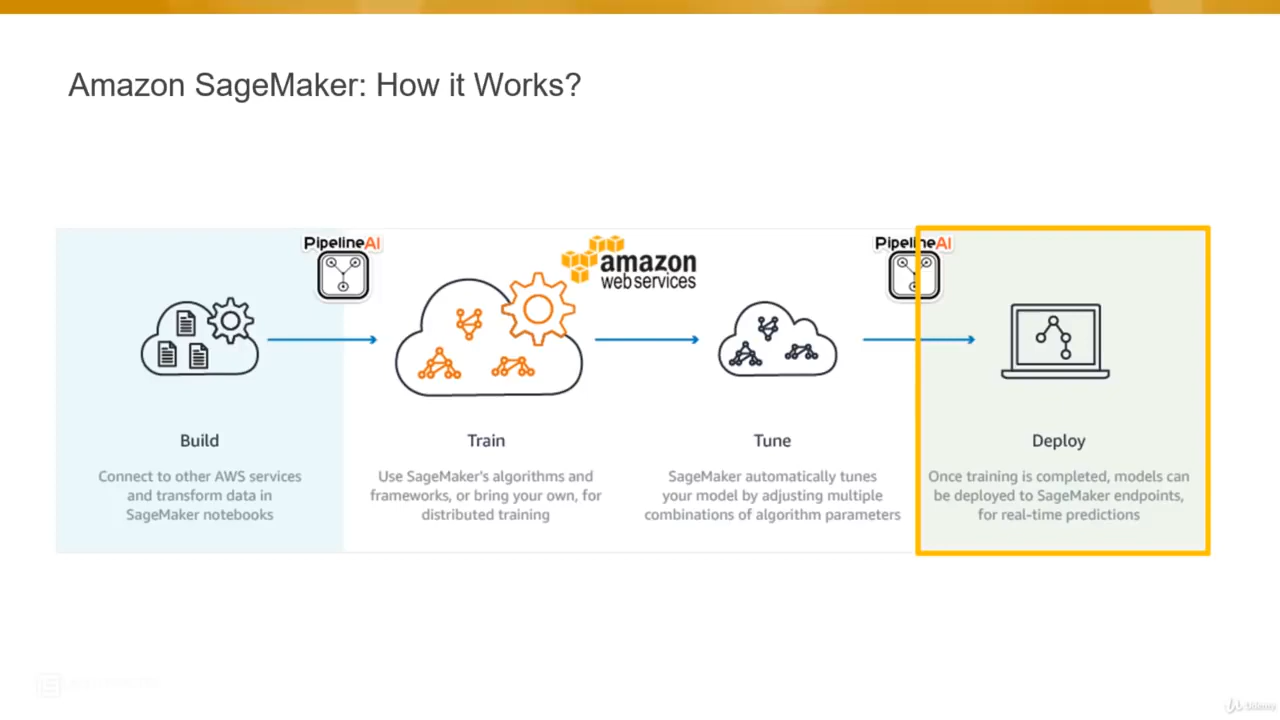 Amazon SageMaker: How it Works?
PipelineAI
amazon
web services
PipelineAI
Build
Connect to other AWS services
and transform data in
SageMaker notebooks
Train
Use SageMaker's algorithms and
frameworks, or bring your own, for
distributed training
Tune
SageMaker automatically tunes
your model by adjusting multiple
combinations of algorithm parameters
Deploy
Once training is completed, models can
be deployed to SageMaker endpoints,
for real-time predictions
Udemy